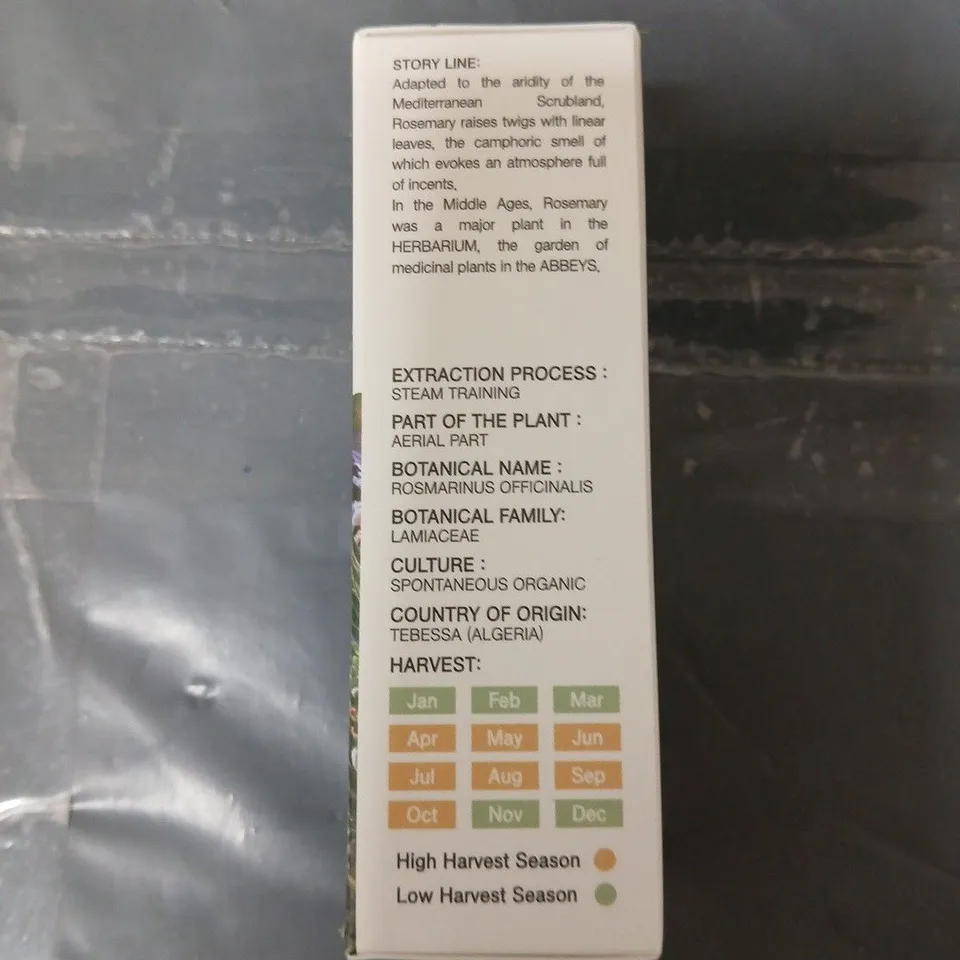 STORY LINE:
Adapted to the aridity of the
Mediterranean Scrubland,
Rosemary raises twigs with linear
leaves, the camphoric smell of
which evokes an atmosphere full
of incents,
In the Middle Ages, Rosemary
was a major plant in the
HERBARIUM, the garden of
medicinal plants in the ABBEYS,
EXTRACTION PROCESS :
STEAM TRAINING
PART OF THE PLANT :
AERIAL PART
BOTANICAL NAME :
ROSMARINUS OFFICINALIS
BOTANICAL FAMILY:
LAMIACEAE
CULTURE :
SPONTANEOUS ORGANIC
COUNTRY OF ORIGIN:
TEBESSA (ALGERIA)
HARVEST:
Jan Feb Mar
Apr May Jun
Jul Aug Sep
Oct Nov Dec
High Harvest Season
Low Harvest Season